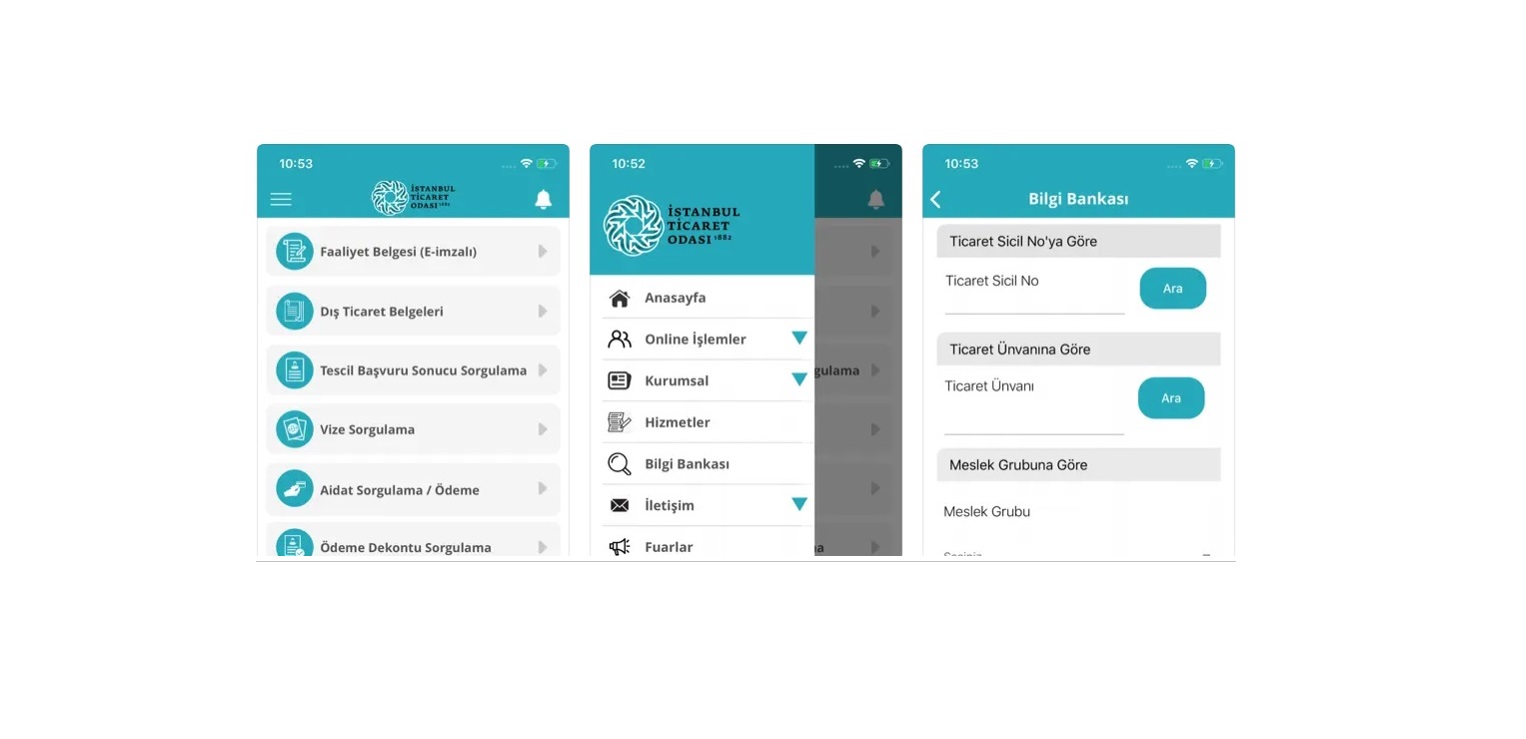 10:53
İSTANBUL
TİCARET
ODASI 1882
Faaliyet Belgesi (E-imzalı)
Dış Ticaret Belgeleri
Tescil Başvuru Sonucu Sorgulama
Vize Sorgulama
Aidat Sorgulama / Ödeme
Ödeme Dekontu Sorgulama
10:52
İSTANBUL
TİCARET
ODASI 1882
Anasayfa
Online İşlemler
Kurumsal
gulama
Hizmetler
Bilgi Bankası
İletişim
Fuarlar
10:53
Bilgi Bankası
Ticaret Sicil No'ya Göre
Ticaret Sicil No
Ara
Ticaret Ünvanına Göre
Ticaret Ünvanı
Ara
Meslek Grubuna Göre
Meslek Grubu